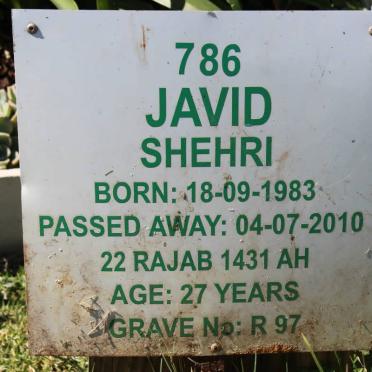 786
JAVID
SHEHRI
BORN: 18-09-1983
PASSED AWAY: 04-07-2010
22 RAJAB 1431 AH
AGE: 27 YEARS
GRAVE No: R 97